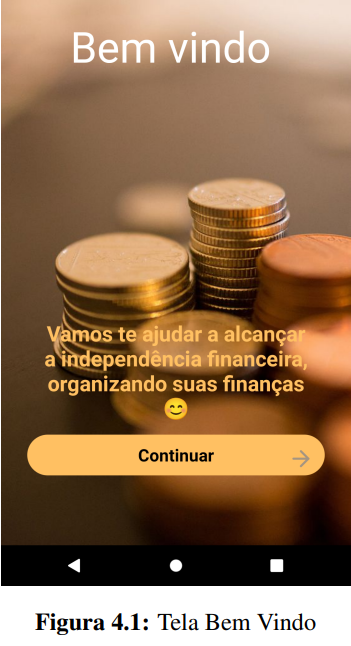 Bem vindo
Vamos te ajudar a alcançar
a independência financeira,
organizando suas finanças
😊
Continuar
Figura 4.1: Tela Bem Vindo